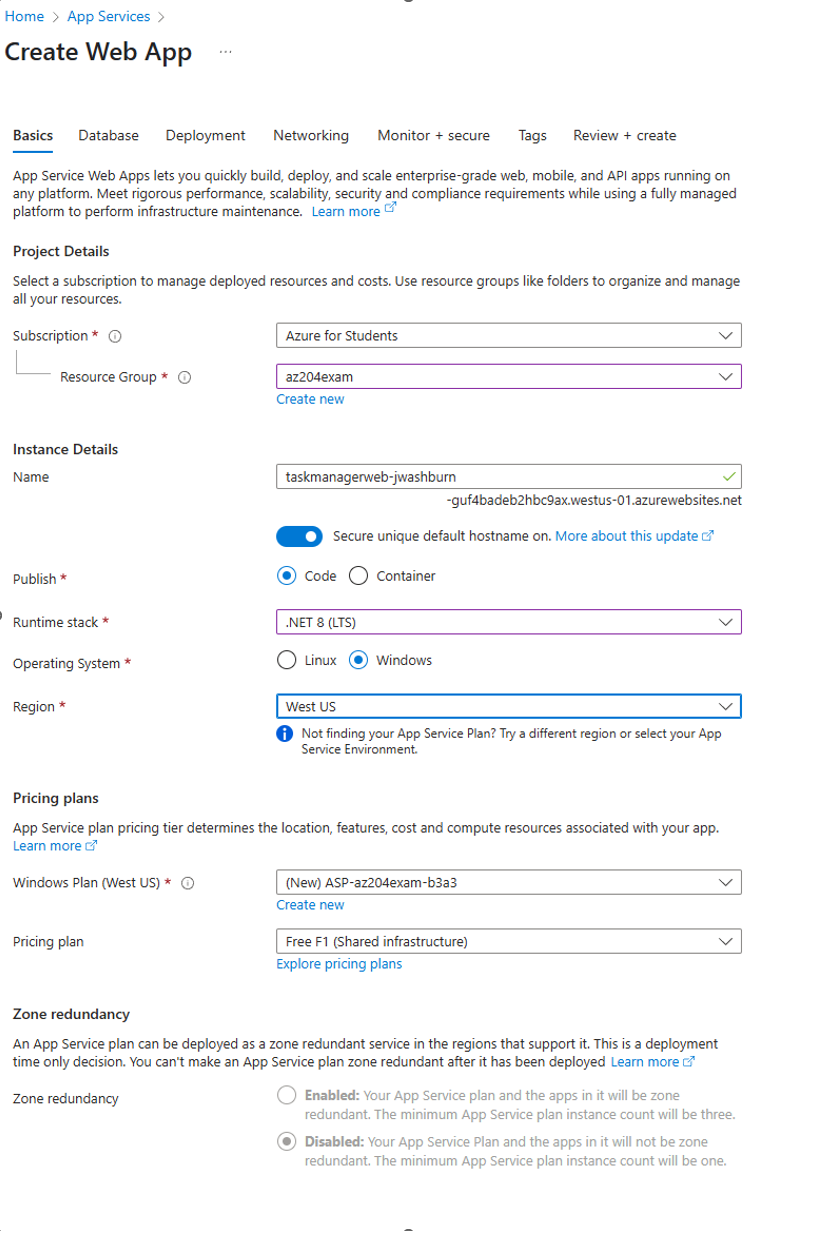 Home > App Services >
Create Web App ...
Basics Database Deployment Networking Monitor + secure Tags Review + create
App Service Web Apps lets you quickly build, deploy, and scale enterprise-grade web, mobile, and API apps running on
any platform. Meet rigorous performance, scalability, security and compliance requirements while using a fully managed
platform to perform infrastructure maintenance. Learn more
Project Details
Select a subscription to manage deployed resources and costs. Use resource groups like folders to organize and manage
all your resources.
Subscription * Azure for Students
Resource Group * az204exam
Create new
Instance Details
Name taskmanagerweb-jwashburn
-guf4badeb2hbc9ax.westus-01.azurewebsites.net
Secure unique default hostname on. More about this update
Publish * Code Container
Runtime stack * .NET 8 (LTS)
Operating System * Linux Windows
Region * West US
Not finding your App Service Plan? Try a different region or select your App
Service Environment.
Pricing plans
App Service plan pricing tier determines the location, features, cost and compute resources associated with your app.
Learn more
Windows Plan (West US) * (New) ASP-az204exam-b3a3
Create new
Pricing plan Free F1 (Shared infrastructure)
Explore pricing plans
Zone redundancy
An App Service plan can be deployed as a zone redundant service in the regions that support it. This is a deployment
time only decision. You can't make an App Service plan zone redundant after it has been deployed Learn more
Zone redundancy Enabled: Your App Service plan and the apps in it will be zone
redundant. The minimum App Service plan instance count will be three.
Disabled: Your App Service Plan and the apps in it will not be zone
redundant. The minimum App Service plan instance count will be one.